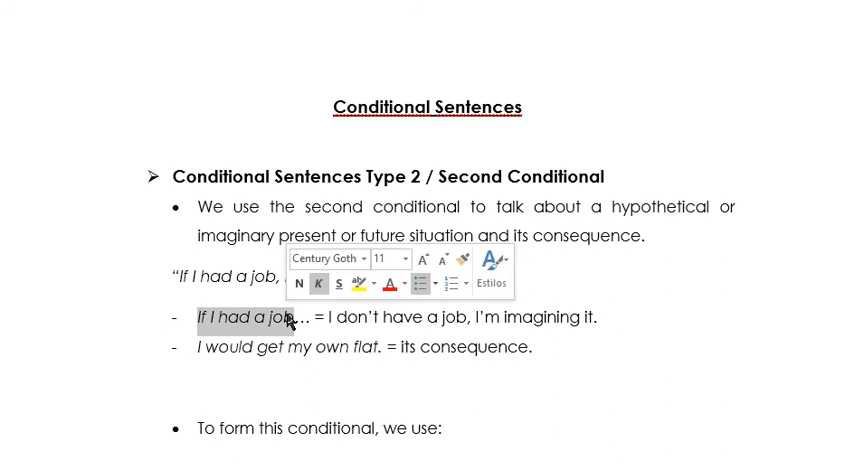 Conditional Sentences
➢ Conditional Sentences Type 2 / Second Conditional
• We use the second conditional to talk about a hypothetical or
imaginary present or future situation and its consequence.
Century Goth 11
“If I had a job,
N K S ab A Estilos
- If I had a job… = I don’t have a job, I’m imagining it.
- I would get my own flat. = its consequence.
• To form this conditional, we use: